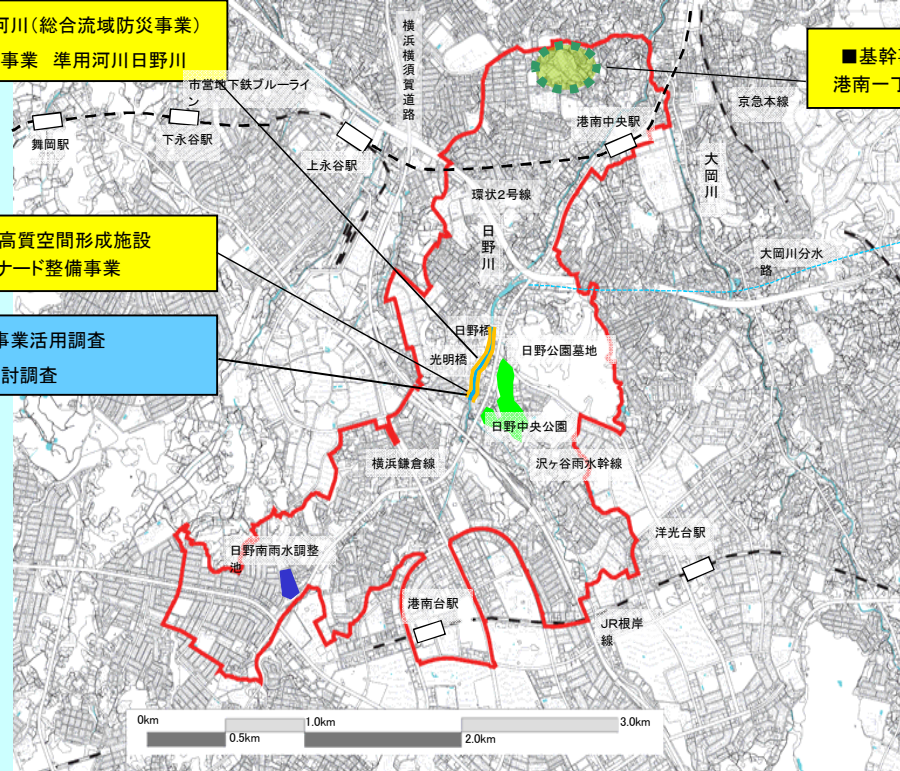 河川（総合流域防災事業）
事業　準用河川日野川
■基幹事
港南一丁
横浜横須賀道路
市営地下鉄ブルーライ
ン
京急本線
舞岡駅
下永谷駅
上永谷駅
港南中央駅
大岡川
環状２号線
日野川
大岡川分水
路
高質空間形成施設
ナード整備事業
事業活用調査
討調査
日野橋
光明橋
日野公園墓地
日野中央公園
横浜鎌倉線
沢ヶ谷雨水幹線
洋光台駅
日野南雨水調整
池
港南台駅
JR根岸
線
0km
1.0km
3.0km
0.5km
2.0km